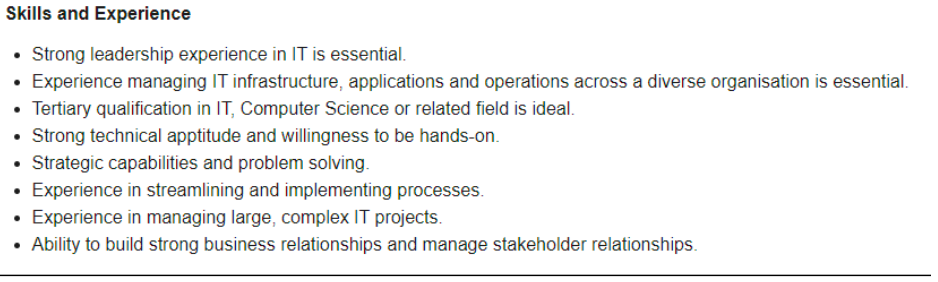 Skills and Experience
• Strong leadership experience in IT is essential.
• Experience managing IT infrastructure, applications and operations across a diverse organisation is essential.
• Tertiary qualification in IT, Computer Science or related field is ideal.
• Strong technical apptitude and willingness to be hands-on.
• Strategic capabilities and problem solving.
• Experience in streamlining and implementing processes.
• Experience in managing large, complex IT projects.
• Ability to build strong business relationships and manage stakeholder relationships.